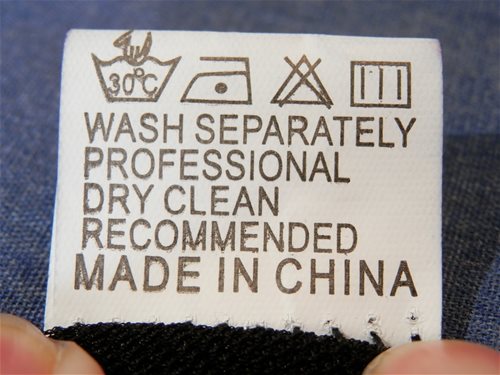 30°C
WASH SEPARATELY
PROFESSIONAL
DRY CLEAN
RECOMMENDED
MADE IN CHINA